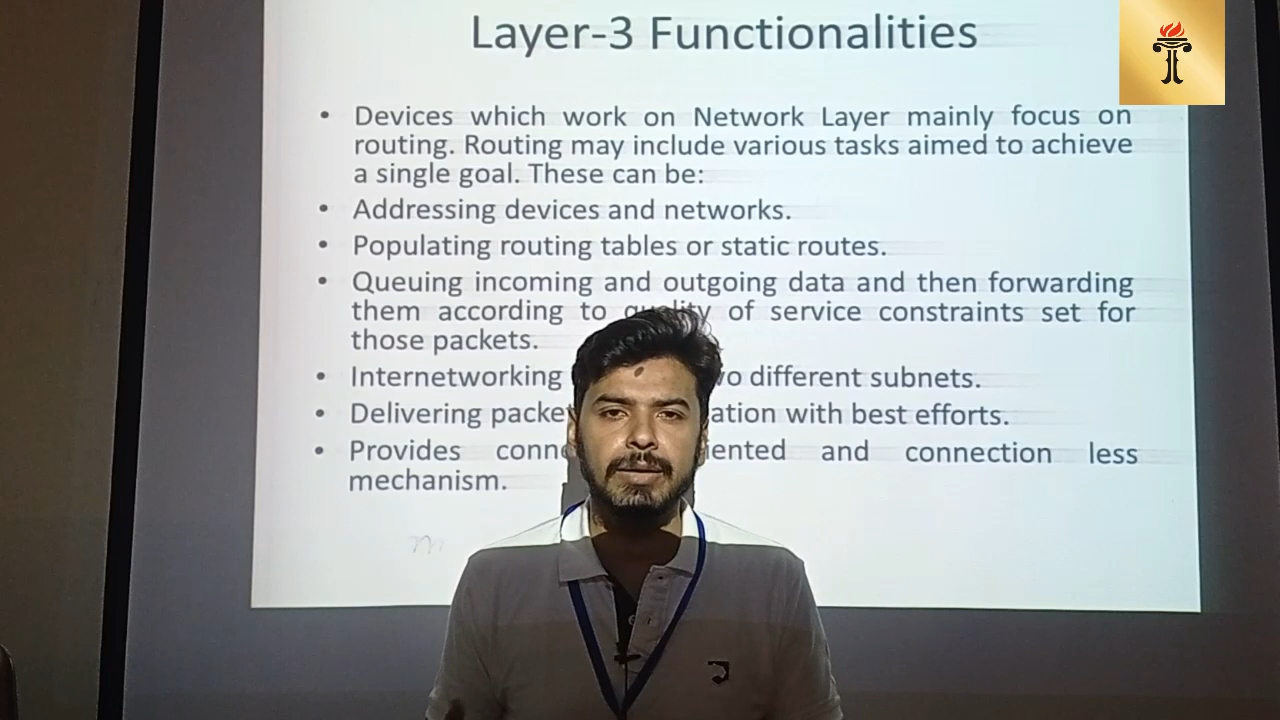 Layer-3 Functionalities
• Devices which work on Network Layer mainly focus on
routing. Routing may include various tasks aimed to achieve
a single goal. These can be:
• Addressing devices and networks.
• Populating routing tables or static routes.
• Queuing incoming and outgoing data and then forwarding
them according to quality of service constraints set for
those packets.
• Internetworking two different subnets.
• Delivering with best efforts.
• Provides and connection less
mechanism.